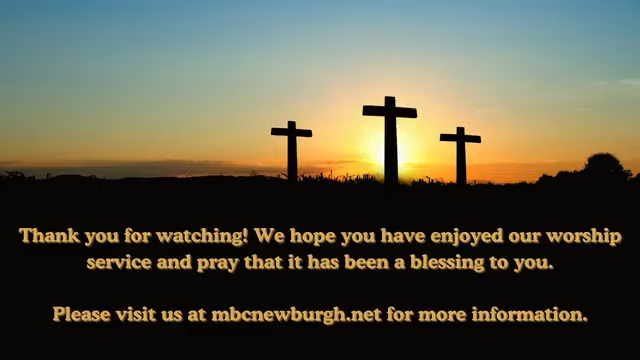 Thank you for watching! We hope you have enjoyed our worship
service and pray that it has been a blessing to you.
Please visit us at mbcnewburgh.net for more information.